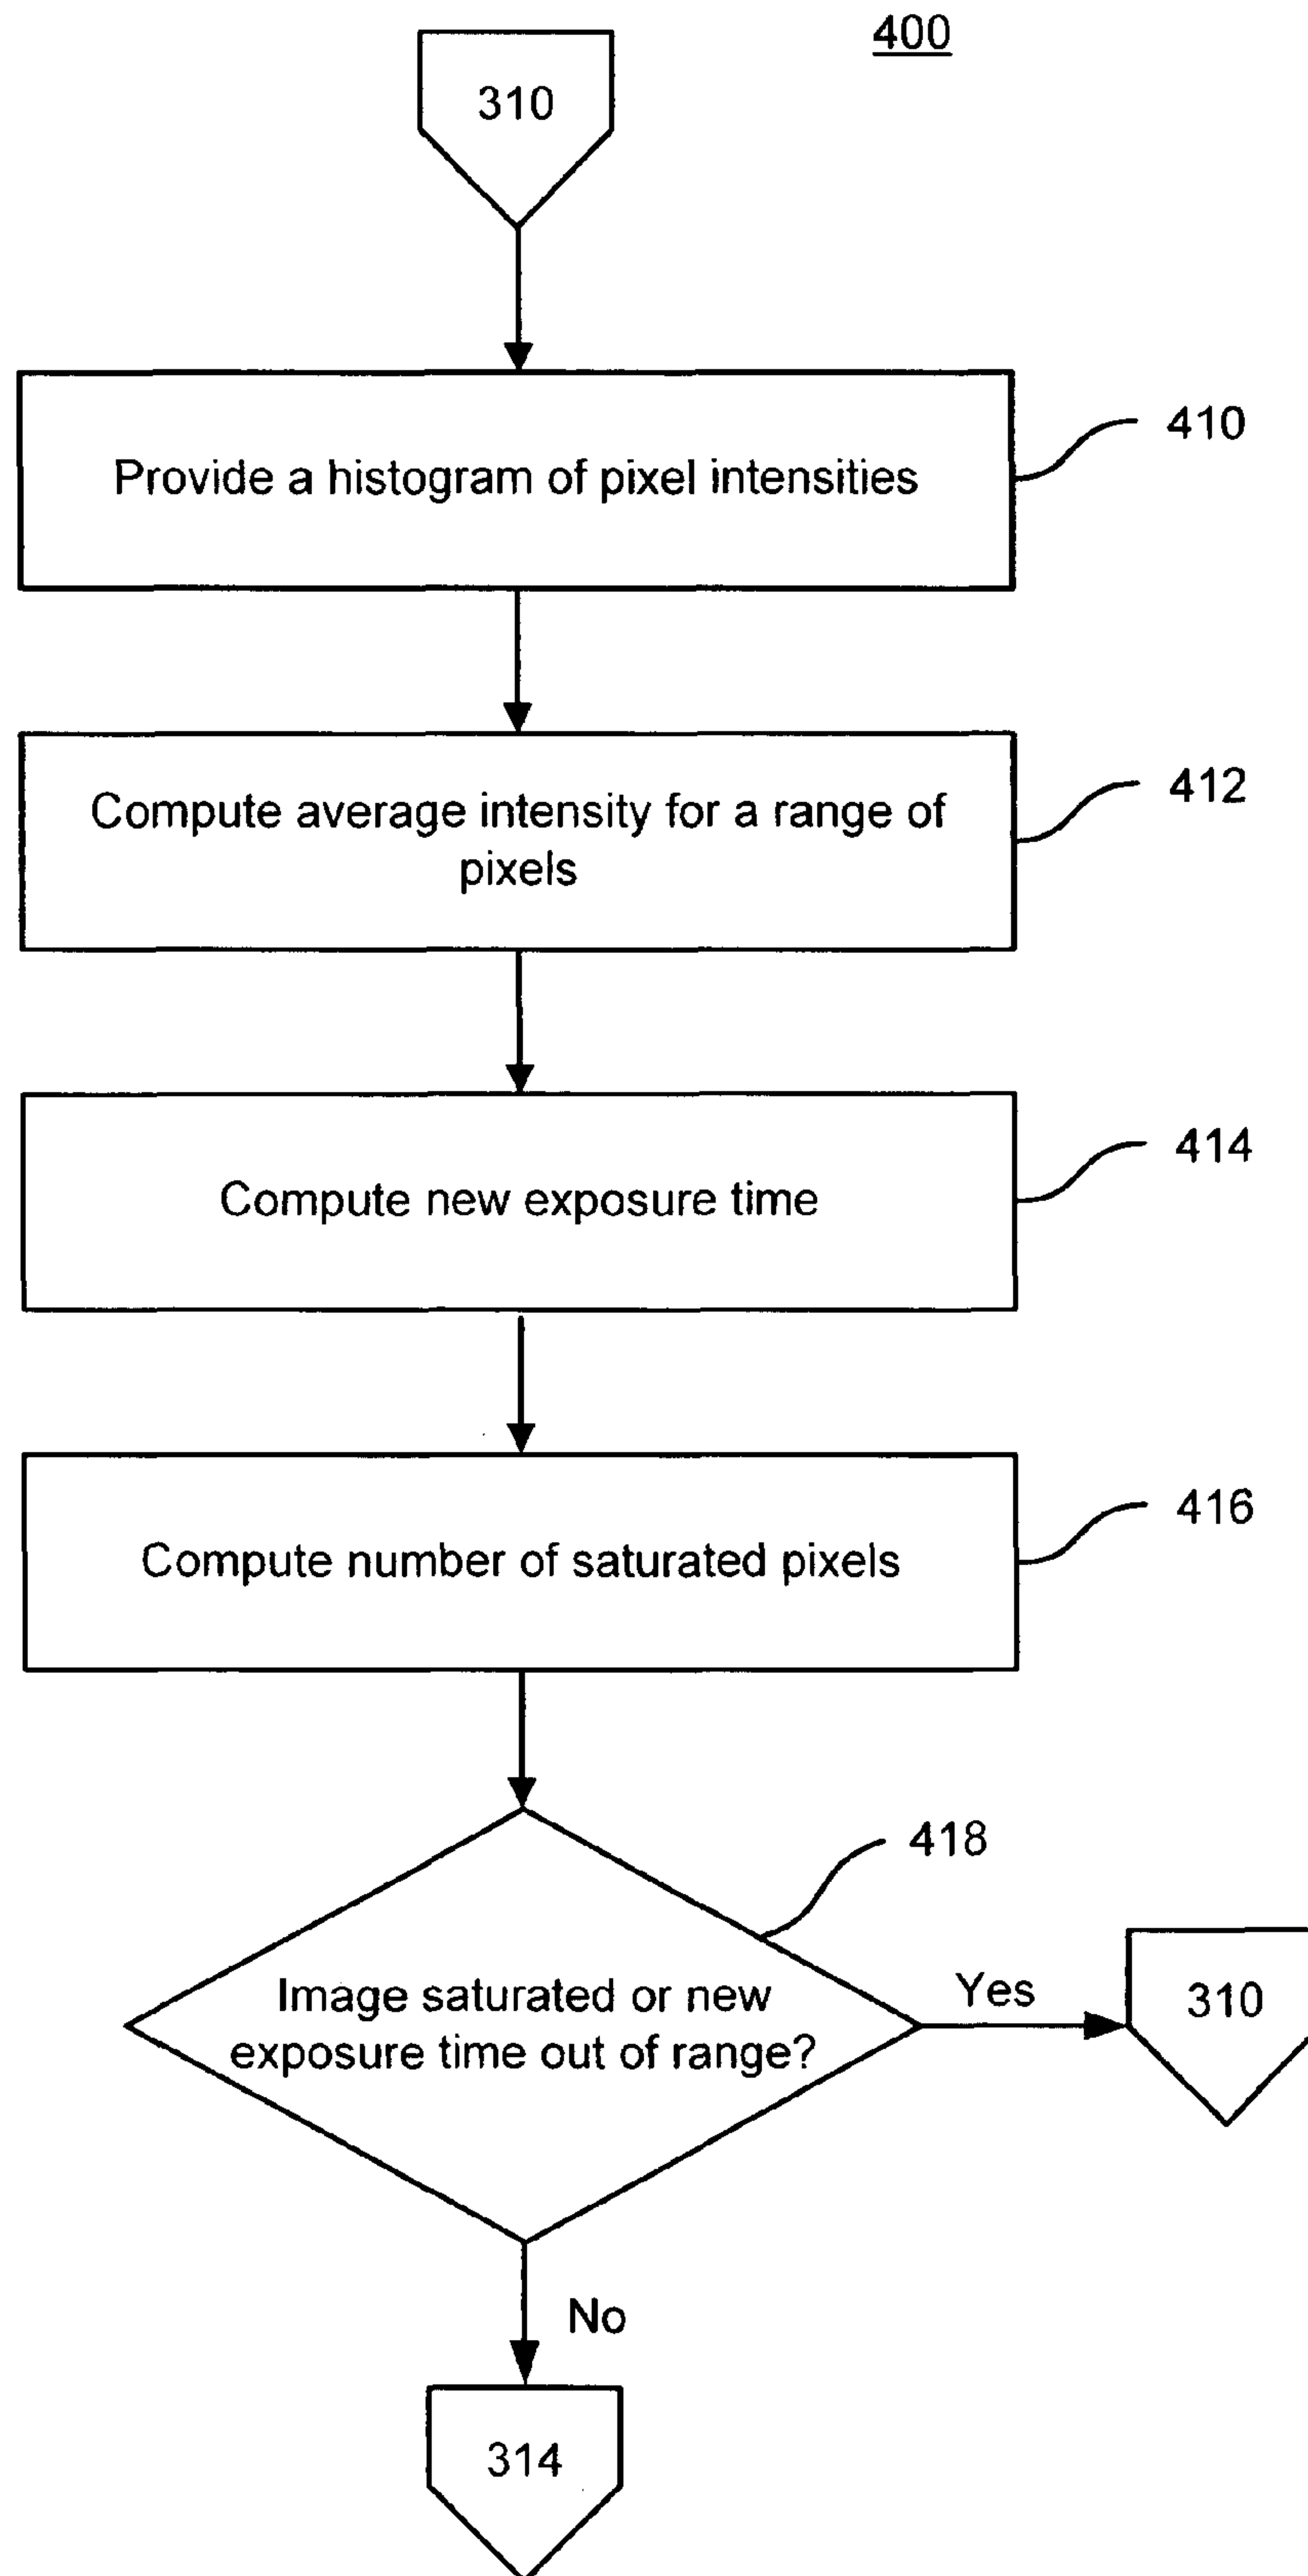 400
310
Provide a histogram of pixel intensities
410
Compute average intensity for a range of
pixels
412
Compute new exposure time
414
Compute number of saturated pixels
416
418
Image saturated or new
exposure time out of range?
Yes
310
No
314